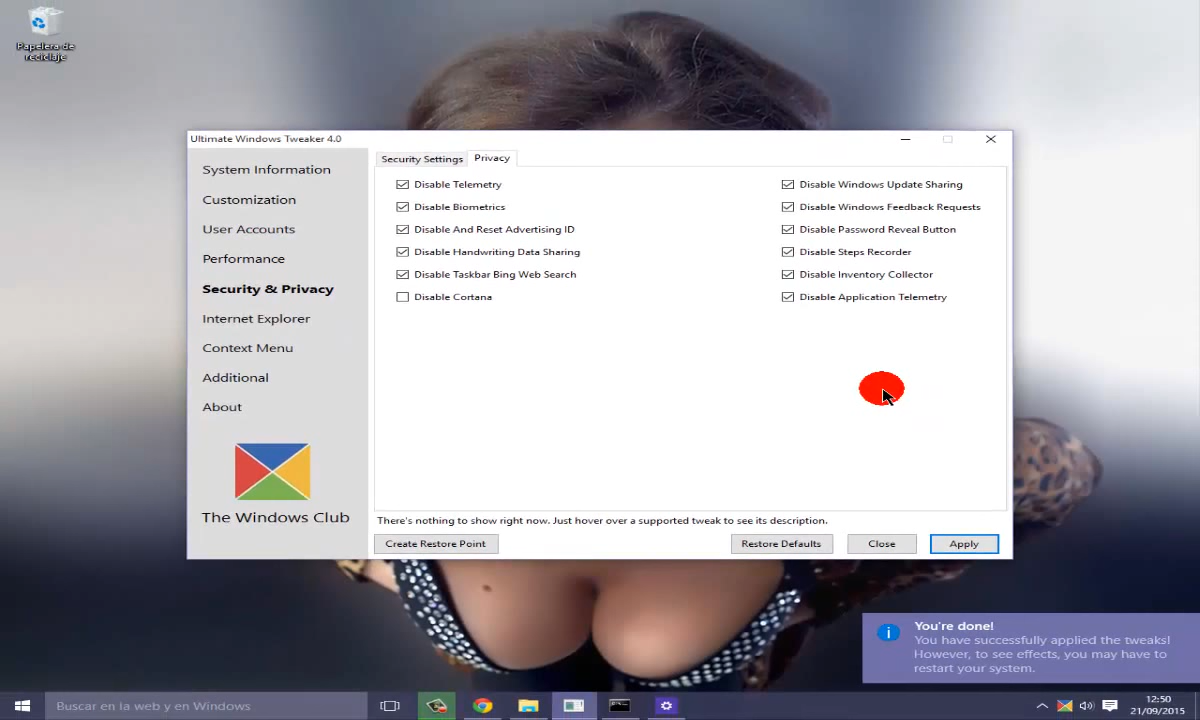 Papelera de
reciclaje
Ultimate Windows Tweaker 4.0
System Information
Customization
User Accounts
Performance
Security & Privacy
Internet Explorer
Context Menu
Additional
About
The Windows Club
Security Settings
Privacy
Disable Telemetry
Disable Biometrics
Disable And Reset Advertising ID
Disable Handwriting Data Sharing
Disable Taskbar Bing Web Search
Disable Cortana
Disable Windows Update Sharing
Disable Windows Feedback Requests
Disable Password Reveal Button
Disable Steps Recorder
Disable Inventory Collector
Disable Application Telemetry
There's nothing to show right now. Just hover over a supported tweak to see its description.
Create Restore Point
Restore Defaults
Close
Apply
You're done!
You have successfully applied the tweaks!
However, to see effects, you may have to
restart your system.
Buscar en la web y en Windows
12:50
21/09/2015